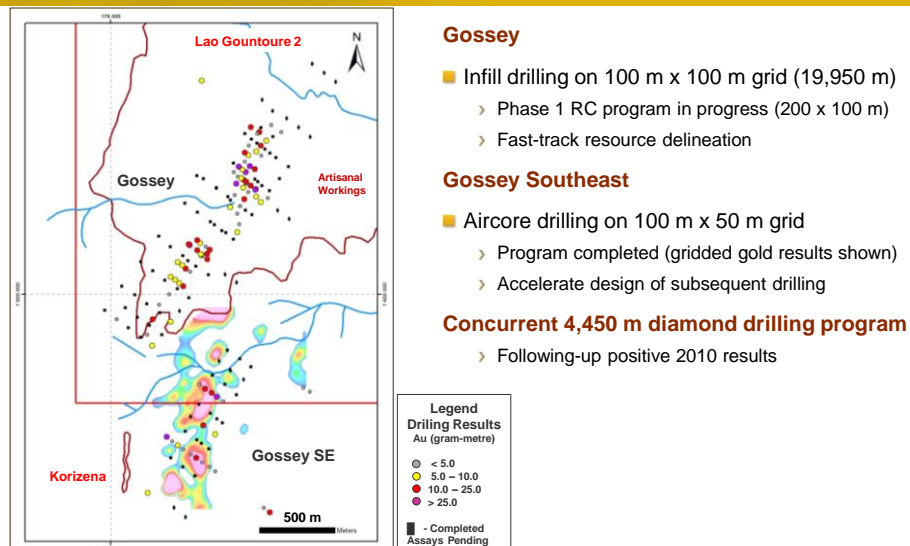 178 000
Lao Gountoure 2
N
Gossey
Artisanal
Workings
Korizena
Gossey SE
500 m
Meters
Legend
Driling Results
Au (gram-metre)
< 5.0
5.0 – 10.0
10.0 – 25.0
> 25.0
- Completed
Assays Pending
Gossey
Infill drilling on 100 m x 100 m grid (19,950 m)
› Phase 1 RC program in progress (200 x 100 m)
› Fast-track resource delineation
Gossey Southeast
Aircore drilling on 100 m x 50 m grid
› Program completed (gridded gold results shown)
› Accelerate design of subsequent drilling
Concurrent 4,450 m diamond drilling program
› Following-up positive 2010 results